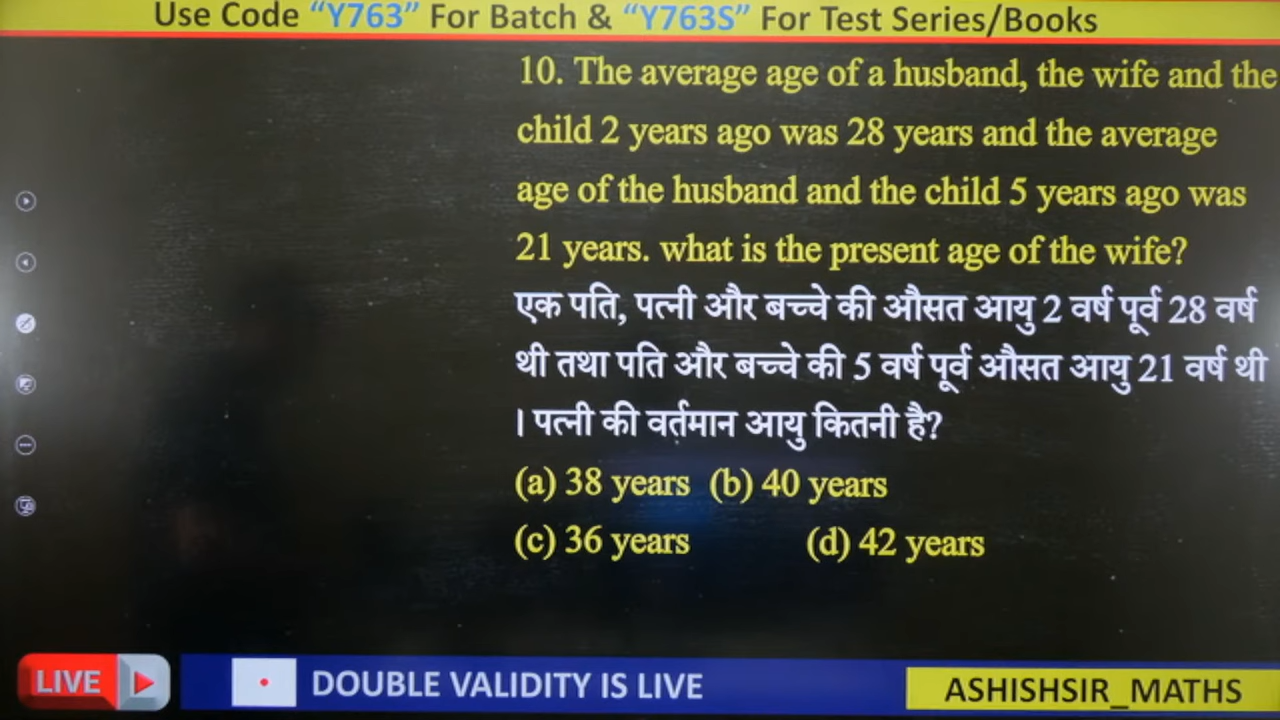 Use Code “Y763” For Batch & “Y763S” For Test Series/Books
10. The average age of a husband, the wife and the
child 2 years ago was 28 years and the average
age of the husband and the child 5 years ago was
21 years. what is the present age of the wife?
एक पति, पत्नी और बच्चे की औसत आयु 2 वर्ष पूर्व 28 वर्ष
थी तथा पति और बच्चे की 5 वर्ष पूर्व औसत आयु 21 वर्ष थी
। पत्नी की वर्तमान आयु कितनी है?
(a) 38 years (b) 40 years
(c) 36 years (d) 42 years
LIVE DOUBLE VALIDITY IS LIVE ASHISHSIR_MATHS